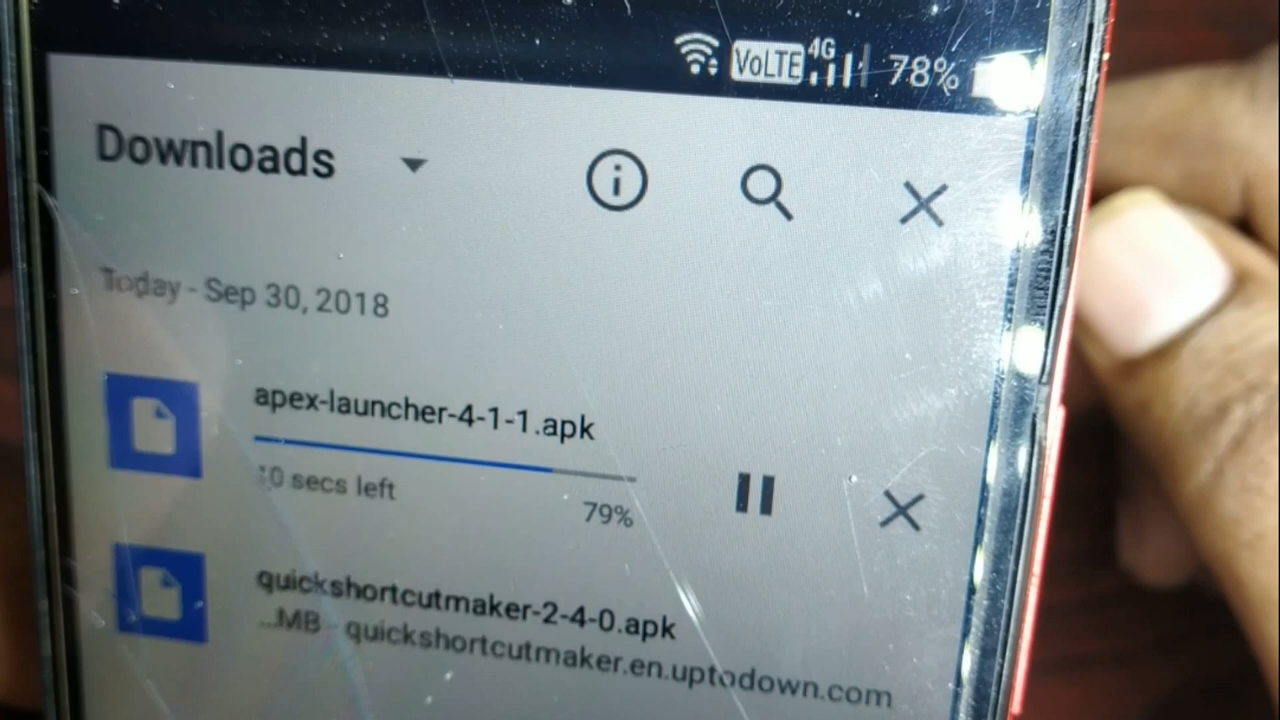 VoLTE 4G 78%
Downloads
Today - Sep 30, 2018
apex-launcher-4-1-1.apk
10 secs left
79%
quickshortcutmaker-2-4-0.apk
...MB - quickshortcutmaker.en.uptodown.com